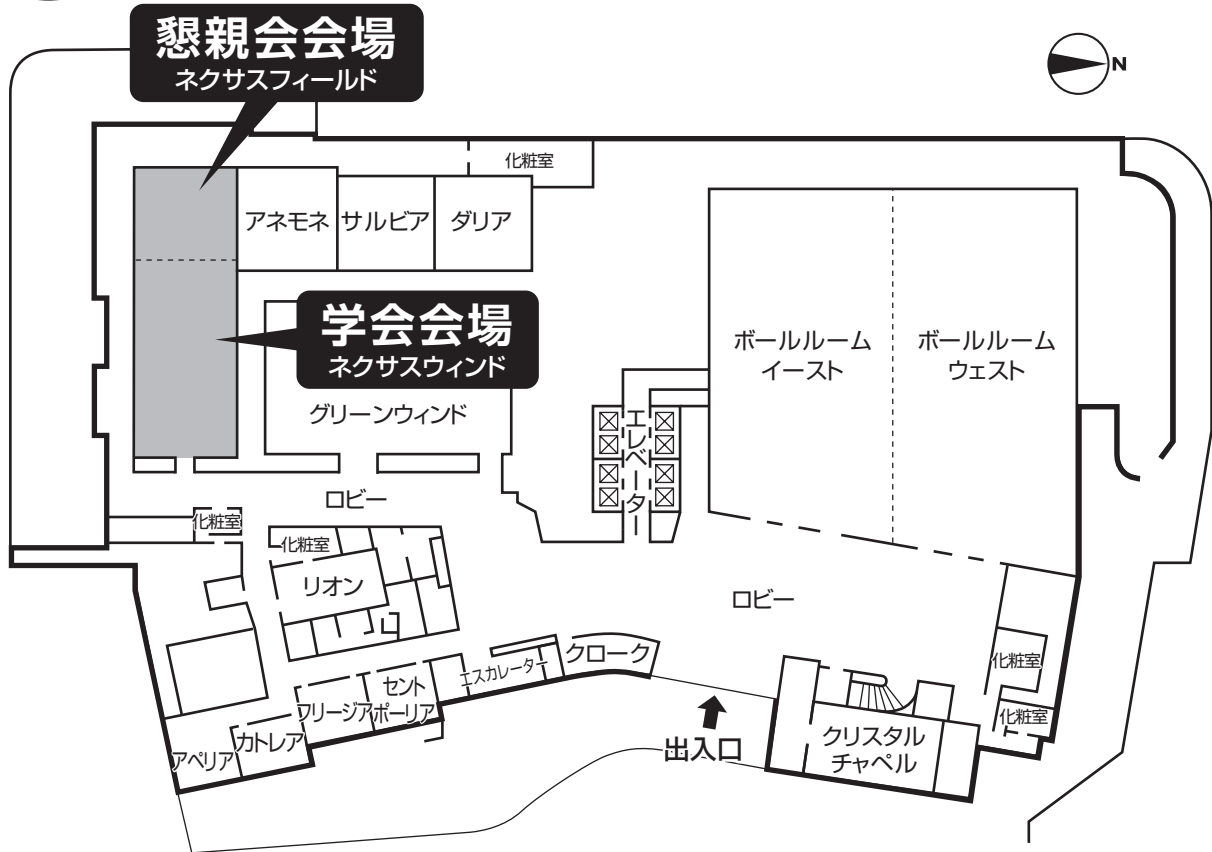 懇親会会場
ネクサスフィールド
N
化粧室
アネモネ
サルビア
ダリア
学会会場
ネクサスウィンド
グリーンウィンド
ボールルーム
イースト
ボールルーム
ウェスト
エレベーター
ロビー
化粧室
化粧室
リオン
ロビー
クローク
エスカレーター
セント
ポーリア
フリージア
カトレア
アベリア
出入口
クリスタル
チャペル
化粧室
化粧室